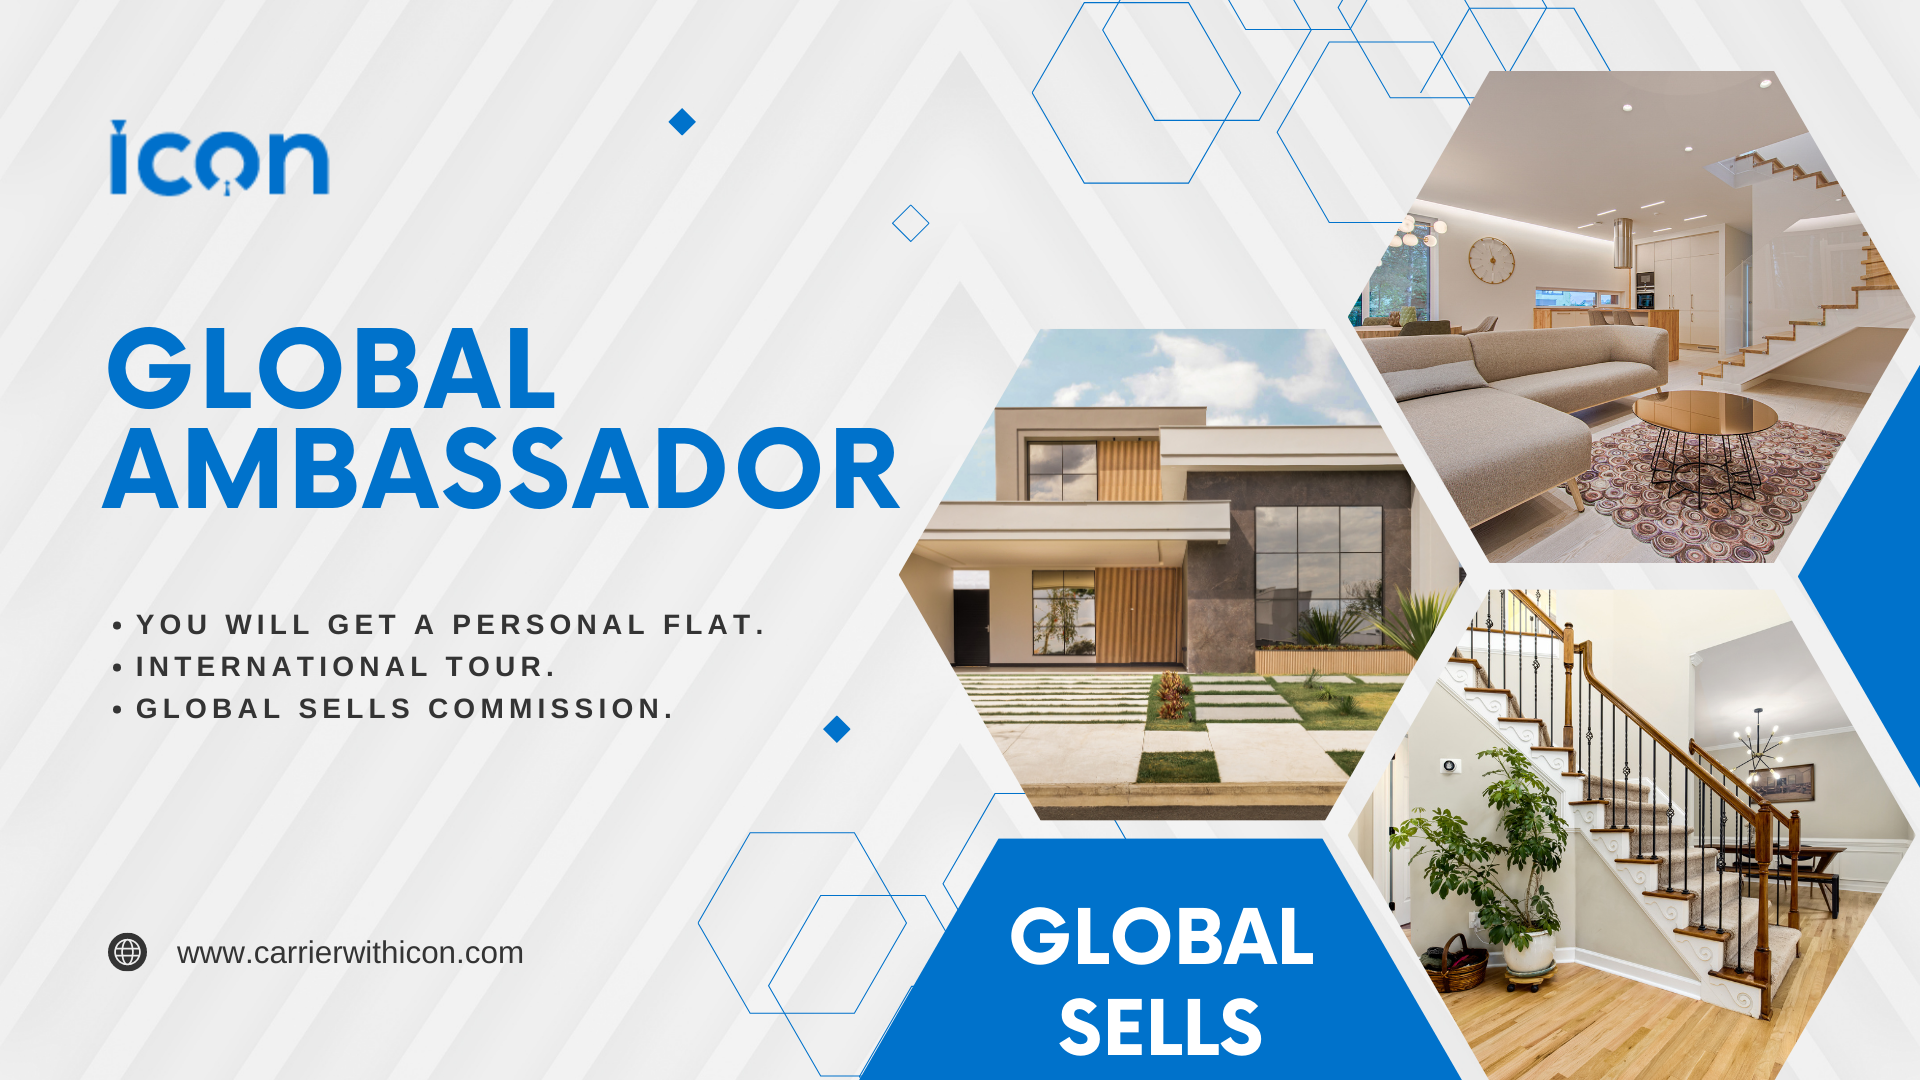 icon
GLOBAL
AMBASSADOR
• YOU WILL GET A PERSONAL FLAT.
• INTERNATIONAL TOUR.
• GLOBAL SELLS COMMISSION.
www.carrierwithicon.com
GLOBAL
SELLS